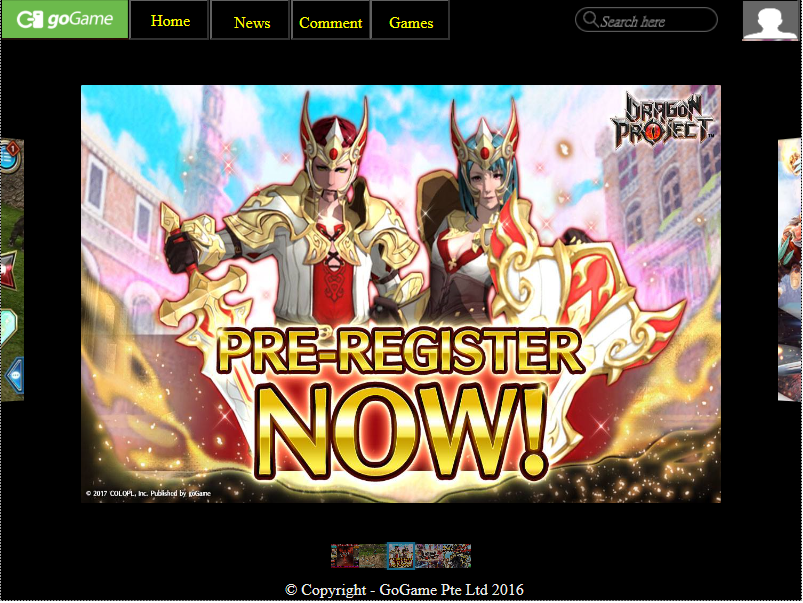 goGame
Home
News
Comment
Games
Search here
DRAGON
PROJECT
PRE-REGISTER
NOW!
© 2017 COLOPL, Inc. Published by goGame
© Copyright - GoGame Pte Ltd 2016